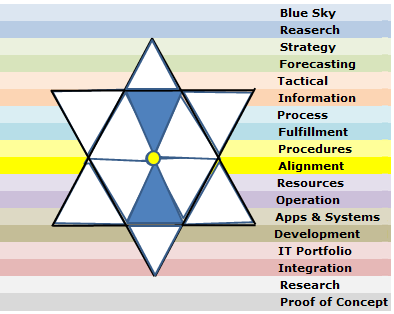 Blue Sky
Reaserch
Strategy
Forecasting
Tactical
Information
Process
Fulfillment
Procedures
Alignment
Resources
Operation
Apps & Systems
Development
IT Portfolio
Integration
Research
Proof of Concept